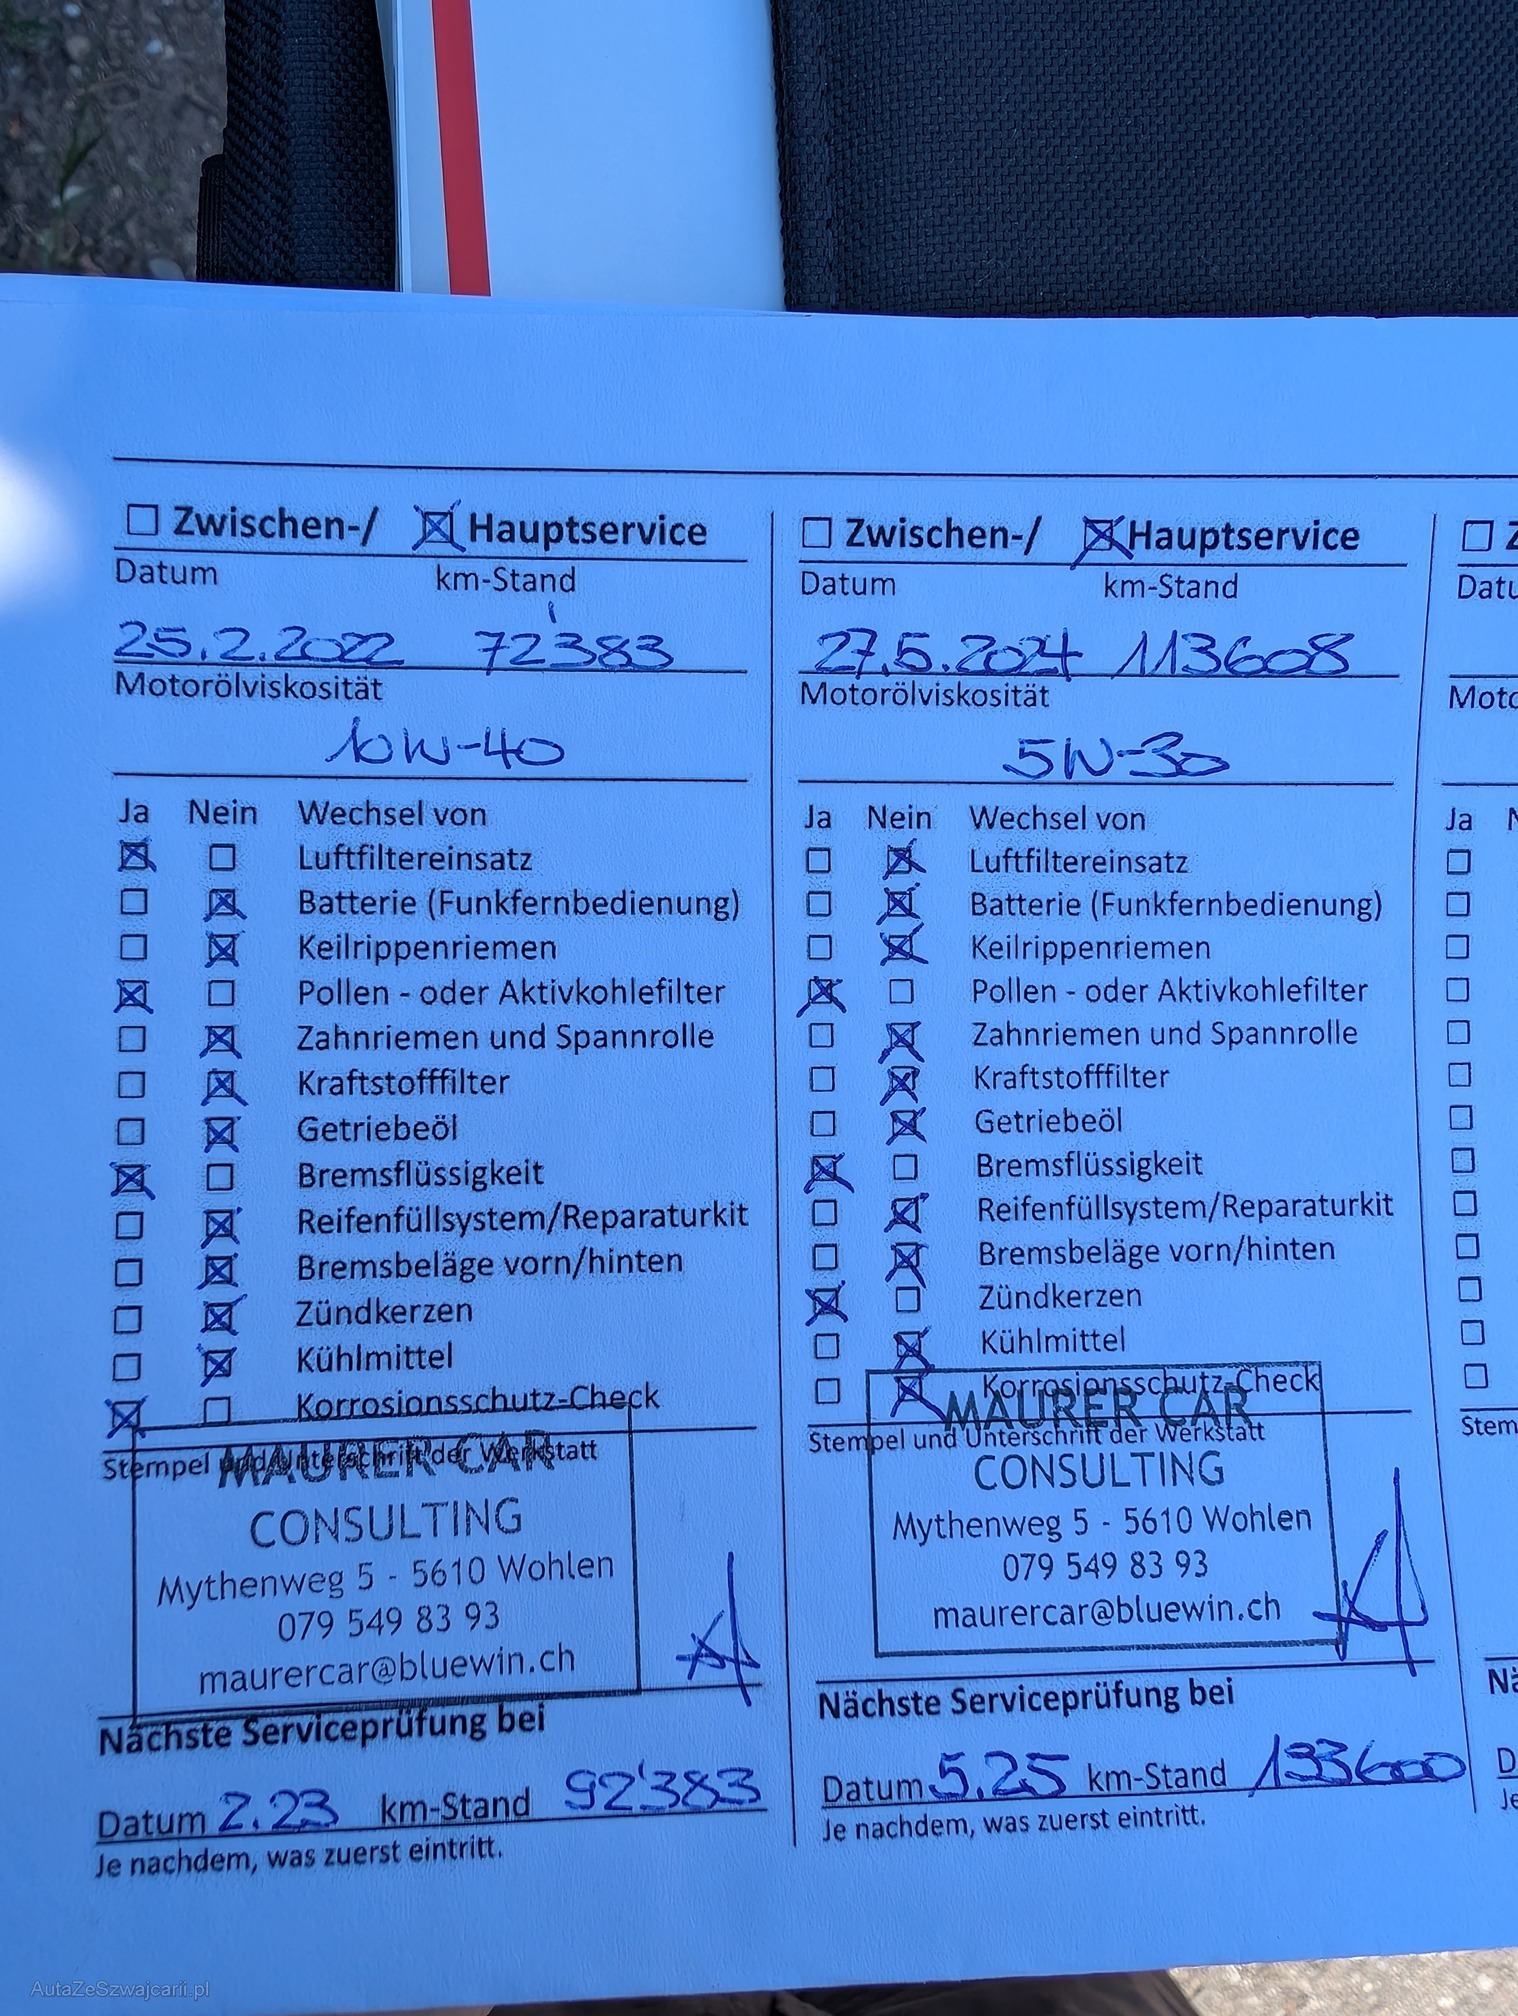 Zwischen-/ Hauptservice
Datum km-Stand
25.2.2022 72'383
Motorölviskosität
10W-40
Ja Nein Wechsel von
Luftfiltereinsatz
Batterie (Funkfernbedienung)
Keilrippenriemen
Pollen - oder Aktivkohlefilter
Zahnriemen und Spannrolle
Kraftstofffilter
Getriebeöl
Bremsflüssigkeit
Reifenfüllsystem/Reparaturkit
Bremsbeläge vorn/hinten
Zündkerzen
Kühlmittel
Korrosionsschutz-Check
Stempel und Unterschrift der Werkstatt
MAURER CAR
CONSULTING
Mythenweg 5 - 5610 Wohlen
079 549 83 93
maurercar@bluewin.ch
Nächste Serviceprüfung bei
Datum 2.23 km-Stand 92'383
Je nachdem, was zuerst eintritt.
Zwischen-/ Hauptservice
Datum km-Stand
27.5.2024 113608
Motorölviskosität
5W-30
Ja Nein Wechsel von
Luftfiltereinsatz
Batterie (Funkfernbedienung)
Keilrippenriemen
Pollen - oder Aktivkohlefilter
Zahnriemen und Spannrolle
Kraftstofffilter
Getriebeöl
Bremsflüssigkeit
Reifenfüllsystem/Reparaturkit
Bremsbeläge vorn/hinten
Zündkerzen
Kühlmittel
Korrosionsschutz-Check
Stempel und Unterschrift der Werkstatt
MAURER CAR
CONSULTING
Mythenweg 5 - 5610 Wohlen
079 549 83 93
maurercar@bluewin.ch
Nächste Serviceprüfung bei
Datum 5.25 km-Stand 133600
Je nachdem, was zuerst eintritt.
Ja
AutaZeSzwajcarii.pl